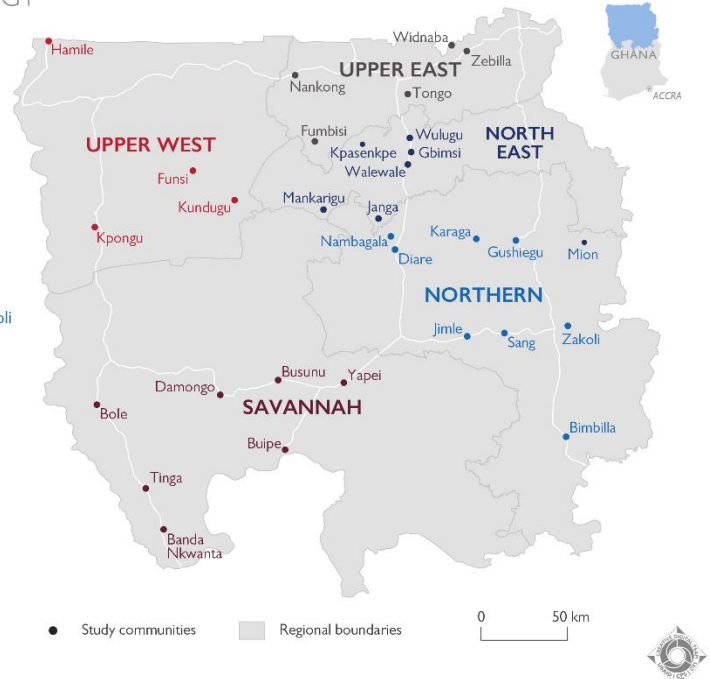 Widnaba
Hamile
Zebilla
UPPER EAST
Nankong
Tongo
GHANA
ACCRA
Fumbisi
Wulugu
NORTH
EAST
UPPER WEST
Kpasenkpe
Gbimsi
Walewale
Funsi
Kundugu
Mankarigu
Janga
Kpongu
Nambagala
Karaga
Diare
Gushiegu
Mion
NORTHERN
oli
Jimle
Sang
Zakoli
Busunu
Yapei
Damongo
SAVANNAH
Bole
Bimbilla
Buipe
Tinga
Banda
Nkwanta
Study communities
Regional boundaries
0
50 km